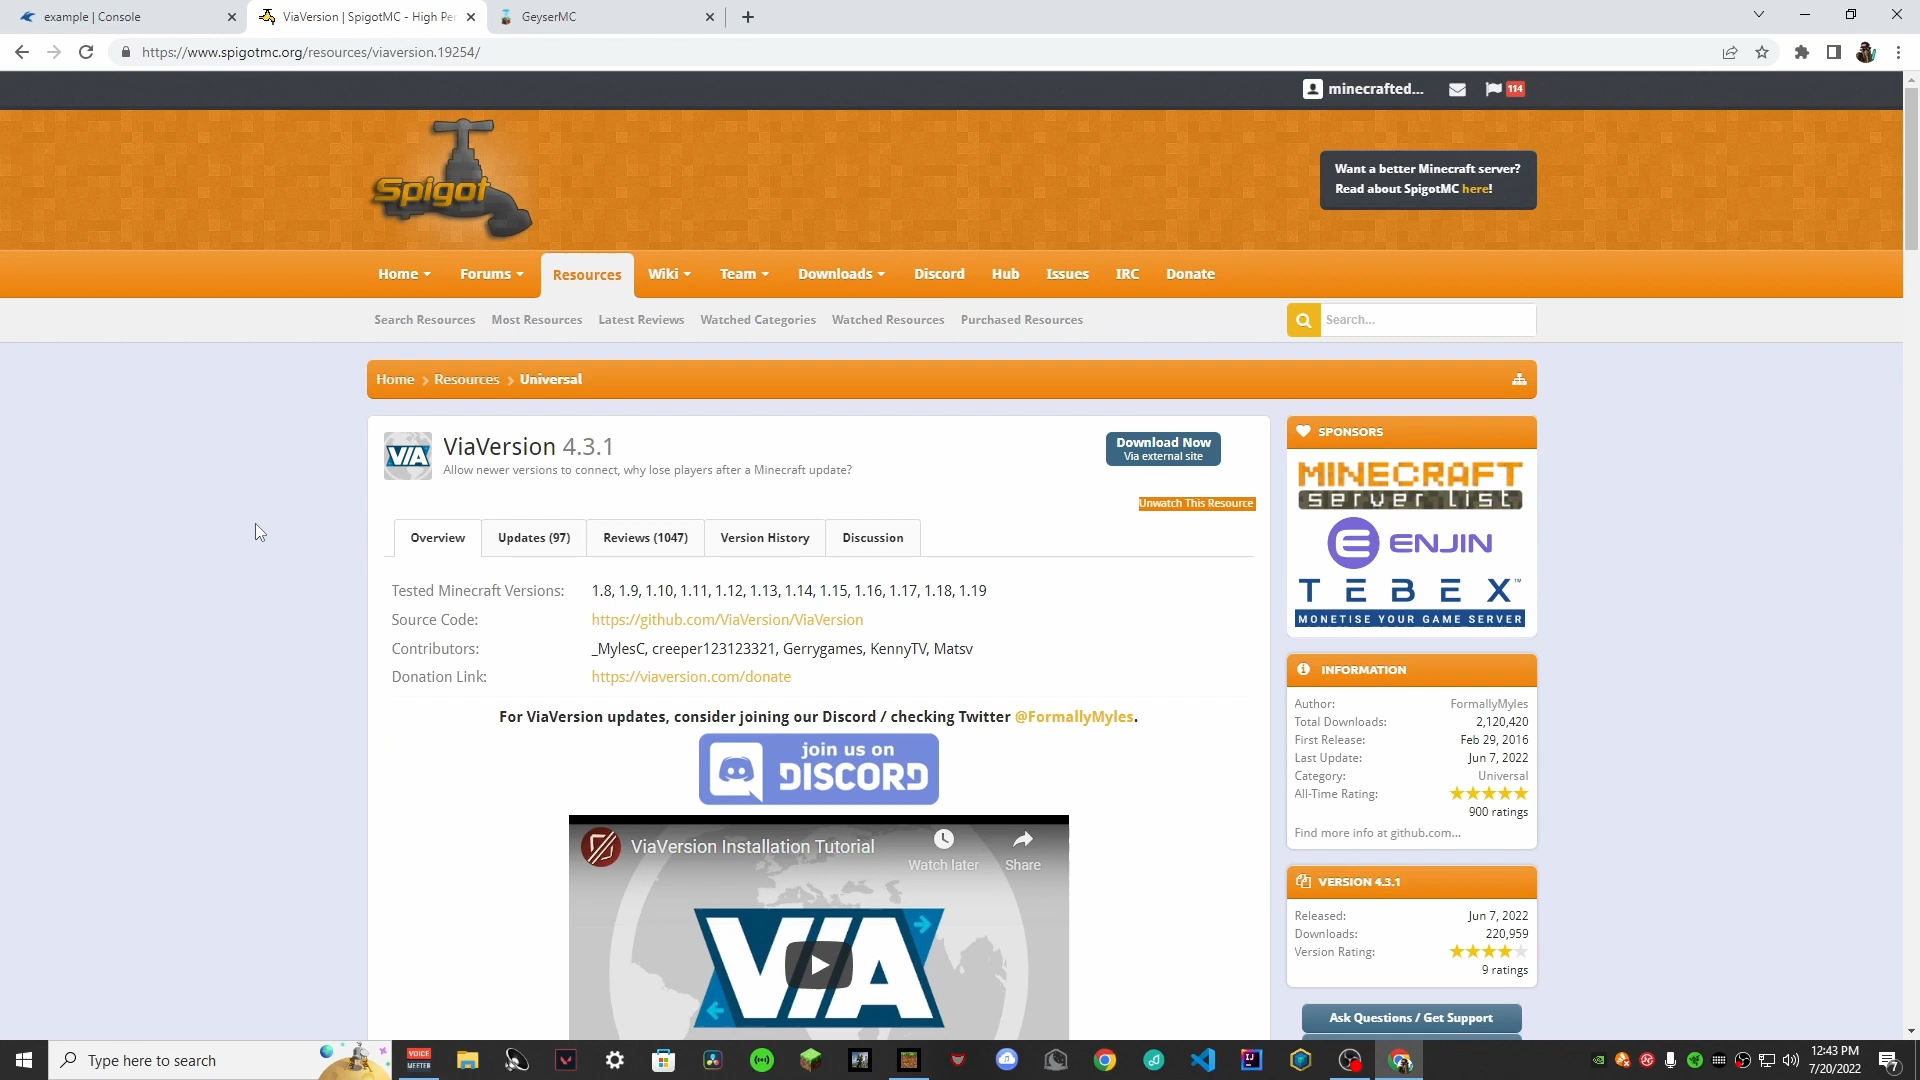 example | Console
ViaVersion | SpigotMC - High Per
GeyserMC
https://www.spigotmc.org/resources/viaversion.19254/
minecrafted...
114
Spigot
Want a better Minecraft server?
Read about SpigotMC here!
Home
Forums
Resources
Wiki
Team
Downloads
Discord
Hub
Issues
IRC
Donate
Search Resources
Most Resources
Latest Reviews
Watched Categories
Watched Resources
Purchased Resources
Search...
Home
Resources
Universal
VIA
ViaVersion 4.3.1
Allow newer versions to connect, why lose players after a Minecraft update?
Download Now
Via external site
Unwatch This Resource
Overview
Updates (97)
Reviews (1047)
Version History
Discussion
Tested Minecraft Versions: 1.8, 1.9, 1.10, 1.11, 1.12, 1.13, 1.14, 1.15, 1.16, 1.17, 1.18, 1.19
Source Code: https://github.com/ViaVersion/ViaVersion
Contributors: _MylesC, creeper123123321, Gerrygames, KennyTV, Matsv
Donation Link: https://viaversion.com/donate
For ViaVersion updates, consider joining our Discord / checking Twitter @FormallyMyles.
join us on
DISCORD
ViaVersion Installation Tutorial
Watch later
Share
VIA
SPONSORS
MINECRAFT
server list
ENJIN
TEBEX™
MONETISE YOUR GAME SERVER
INFORMATION
Author: FormallyMyles
Total Downloads: 2,120,420
First Release: Feb 29, 2016
Last Update: Jun 7, 2022
Category: Universal
All-Time Rating:
900 ratings
Find more info at github.com...
VERSION 4.3.1
Released: Jun 7, 2022
Downloads: 220,959
Version Rating:
9 ratings
Ask Questions / Get Support
Type here to search
VOICE
MEETER
12:43 PM
7/20/2022
7